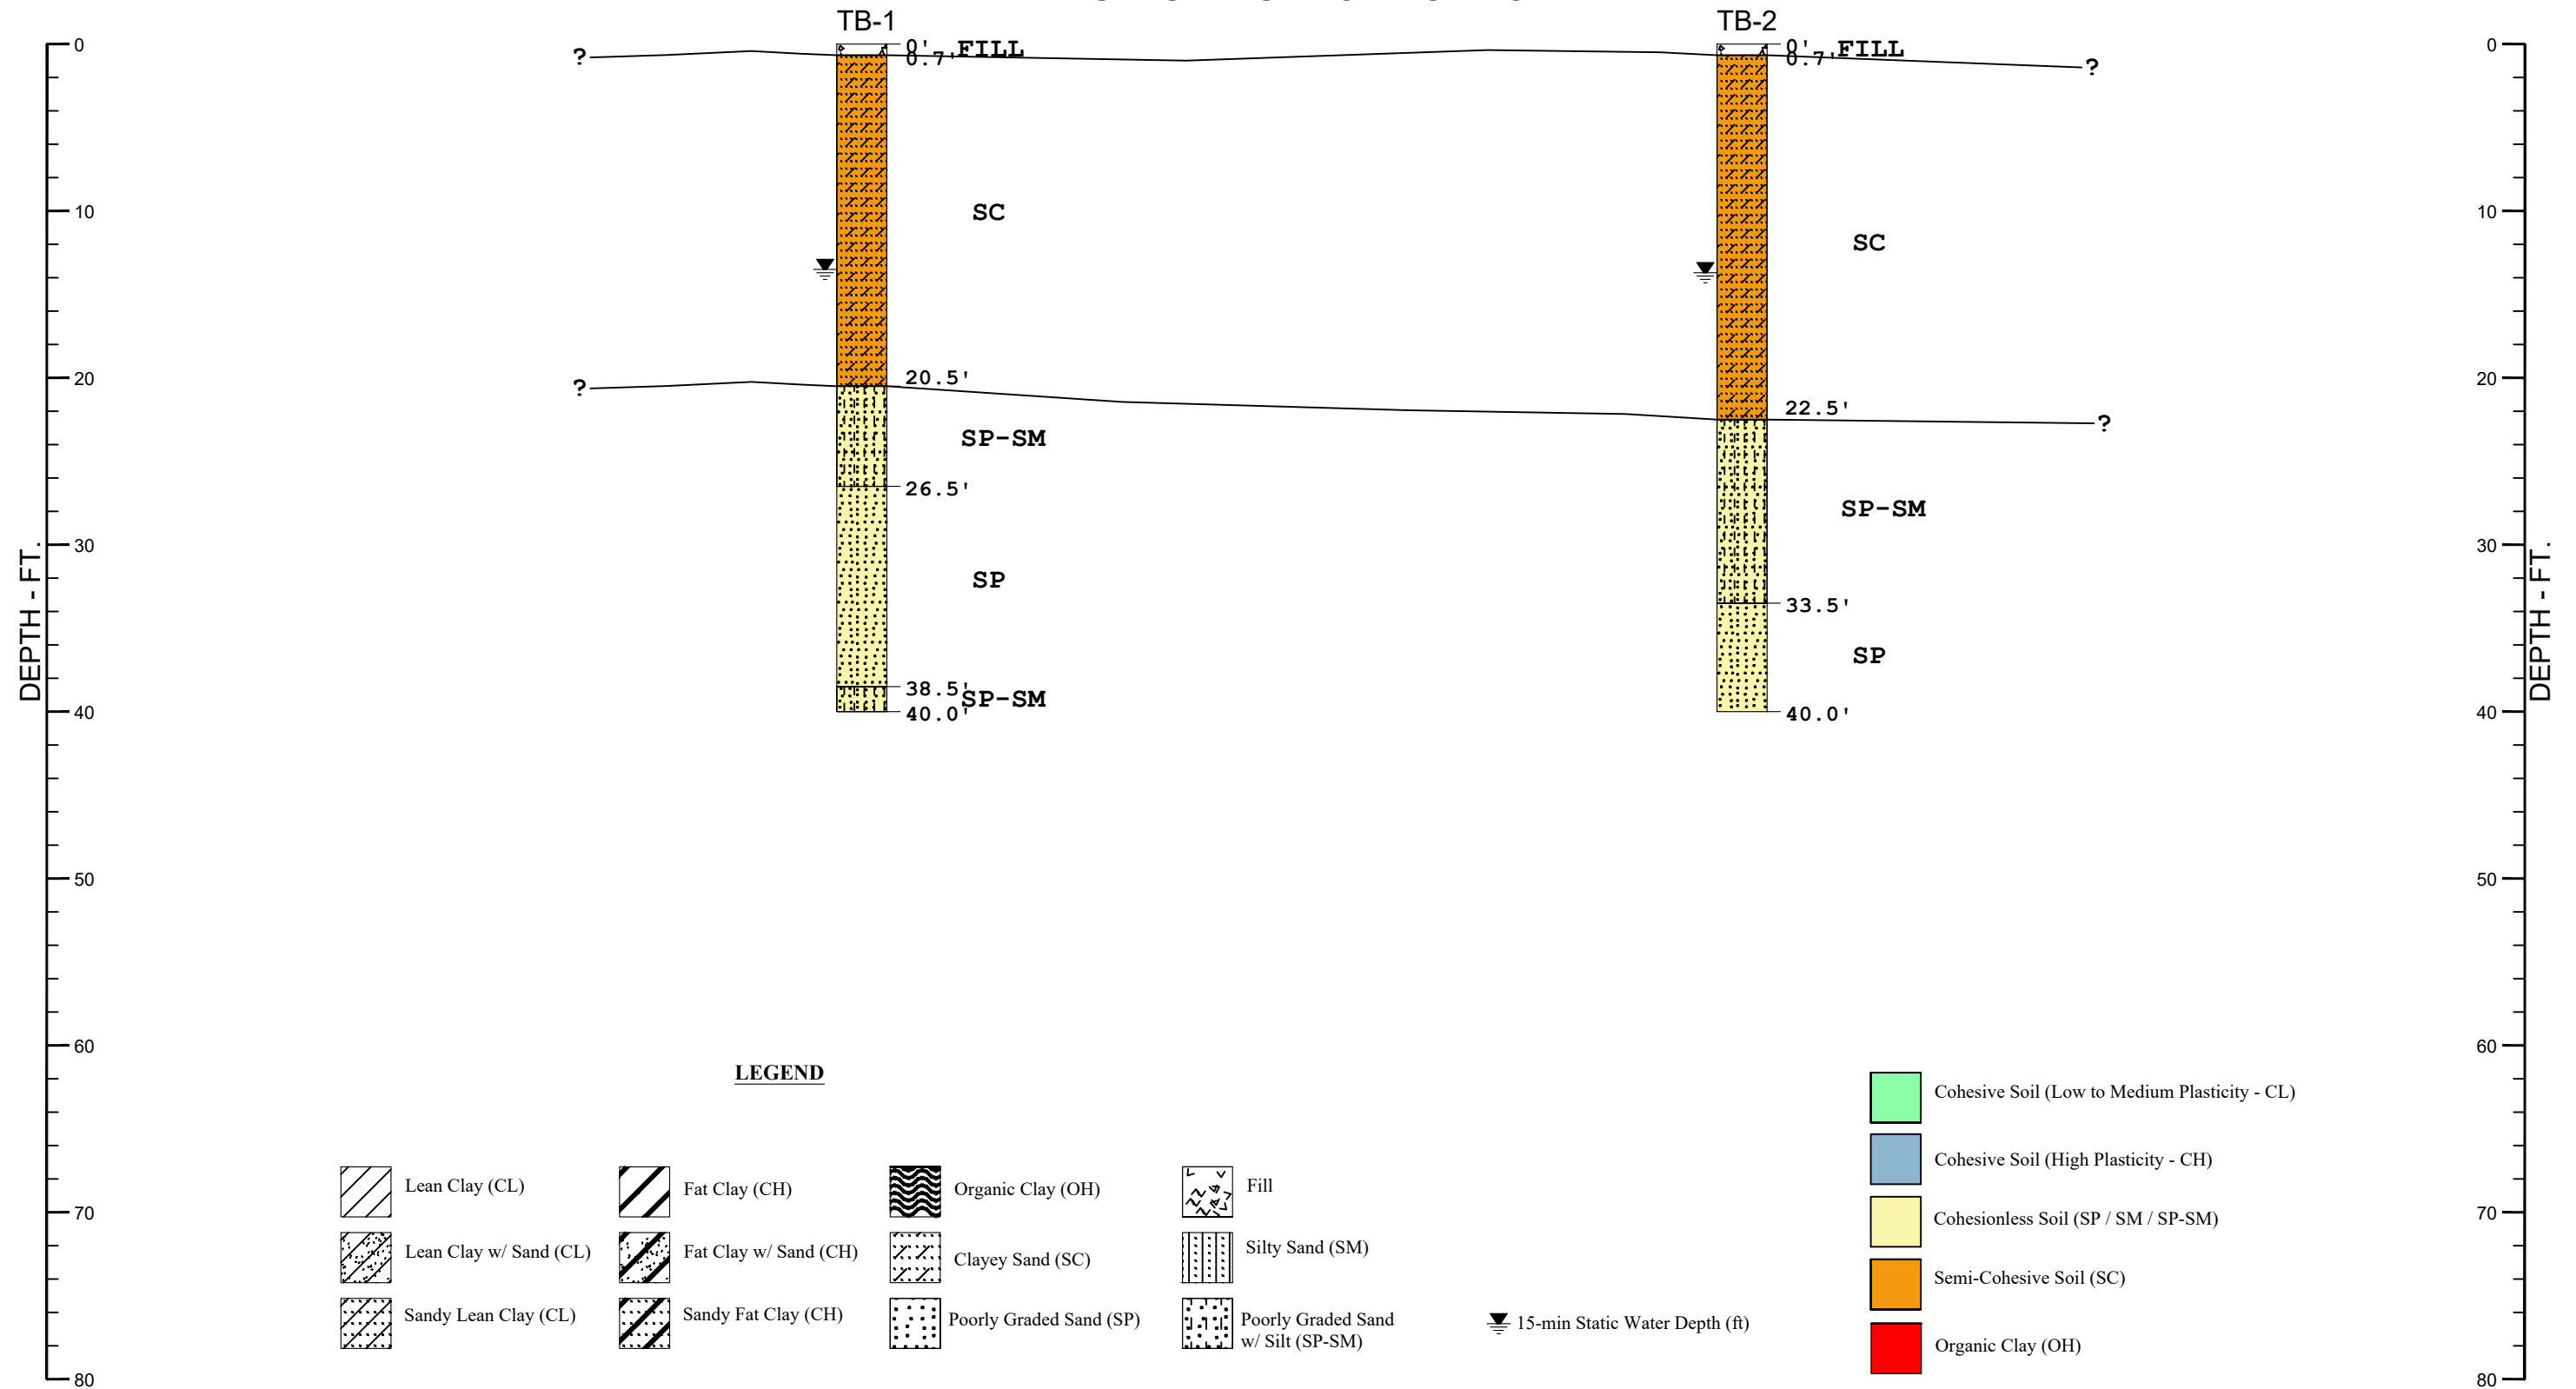 TB-1
TB-2
0
0' FILL
0.7'
0' FILL
0.7'
0
?
?
10
SC
SC
10
20
20.5'
22.5'
20
?
?
SP-SM
26.5'
SP-SM
30
30
SP
33.5'
SP
38.5'
SP-SM
40
40.0'
40.0'
40
DEPTH - FT.
DEPTH - FT.
50
50
60
60
70
70
80
80
LEGEND
Lean Clay (CL)
Fat Clay (CH)
Organic Clay (OH)
Fill
Lean Clay w/ Sand (CL)
Fat Clay w/ Sand (CH)
Clayey Sand (SC)
Silty Sand (SM)
Sandy Lean Clay (CL)
Sandy Fat Clay (CH)
Poorly Graded Sand (SP)
Poorly Graded Sand
w/ Silt (SP-SM)
15-min Static Water Depth (ft)
Cohesive Soil (Low to Medium Plasticity - CL)
Cohesive Soil (High Plasticity - CH)
Cohesionless Soil (SP / SM / SP-SM)
Semi-Cohesive Soil (SC)
Organic Clay (OH)